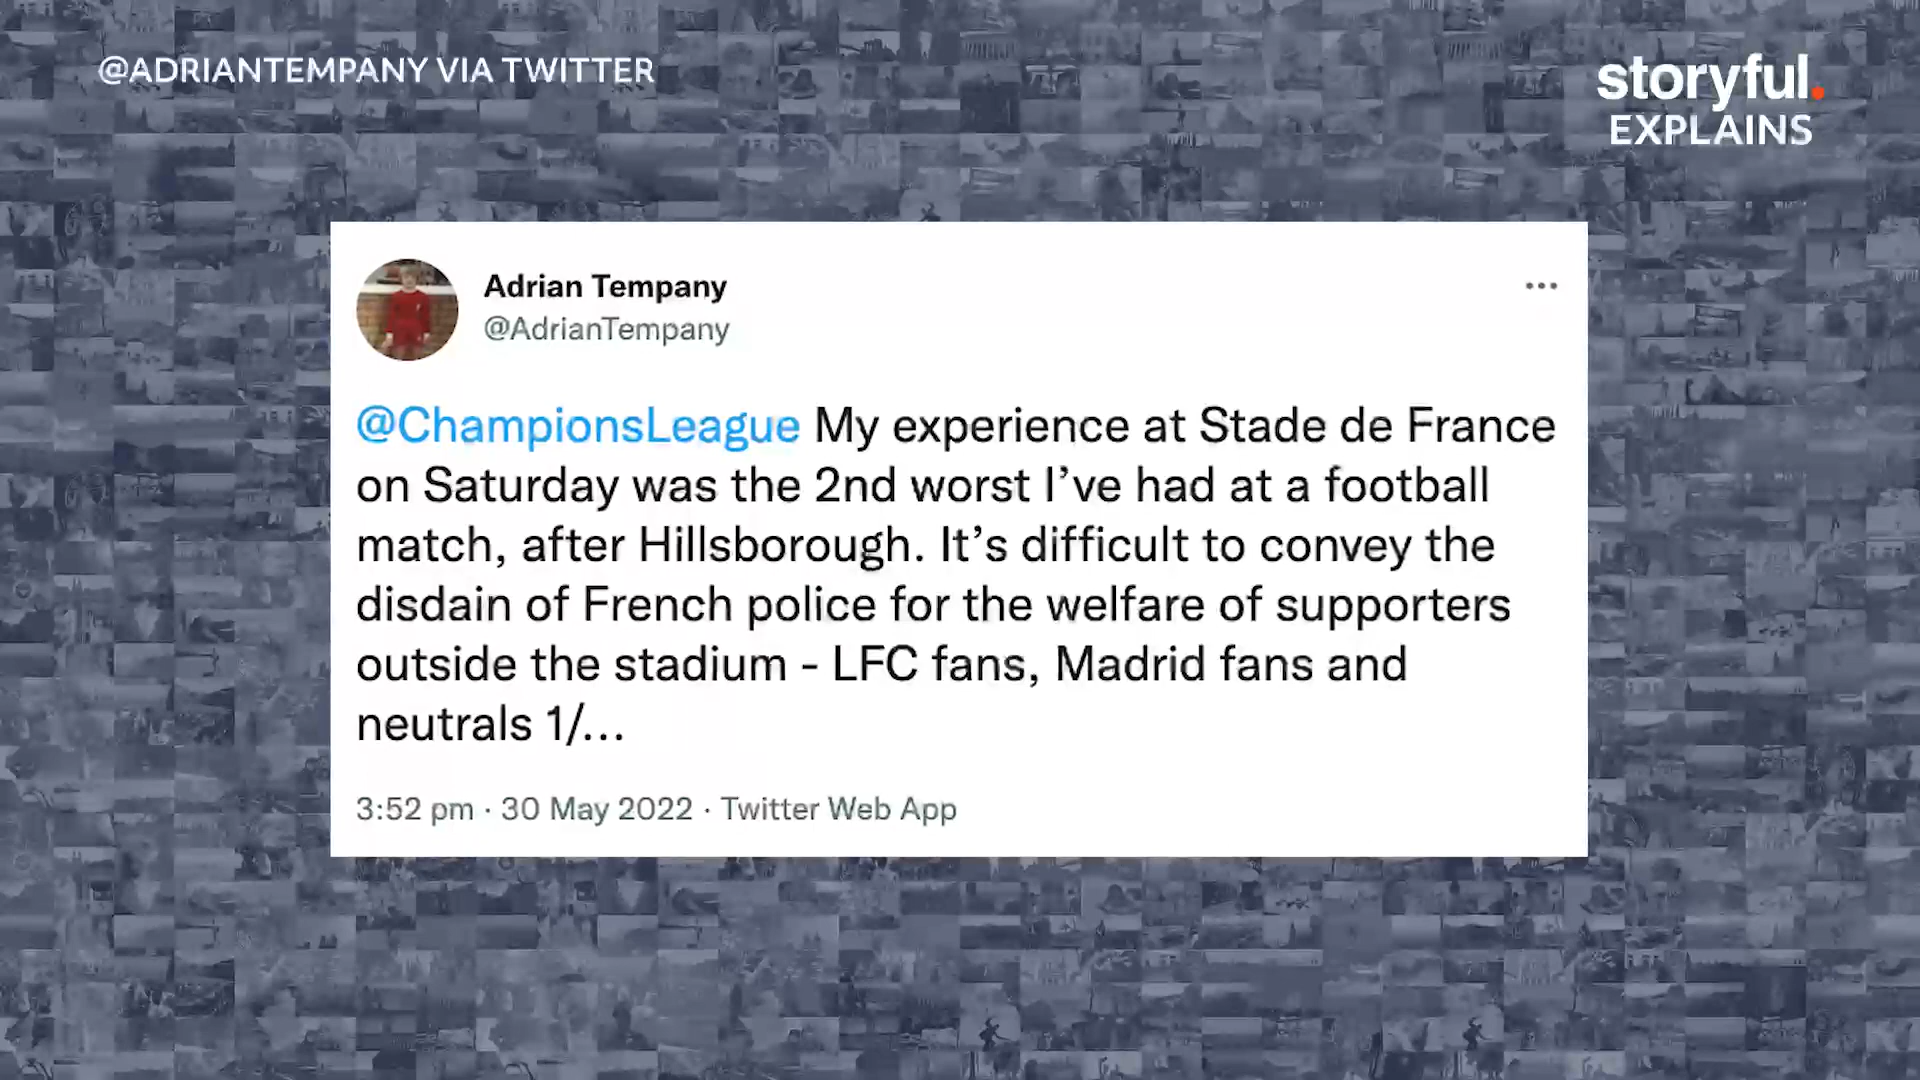 @ADRIANTEMPANY VIA TWITTER
storyful.
EXPLAINS
Adrian Tempany
@AdrianTempany
@ChampionsLeague My experience at Stade de France
on Saturday was the 2nd worst I’ve had at a football
match, after Hillsborough. It’s difficult to convey the
disdain of French police for the welfare of supporters
outside the stadium - LFC fans, Madrid fans and
neutrals 1/...
3:52 pm · 30 May 2022 · Twitter Web App